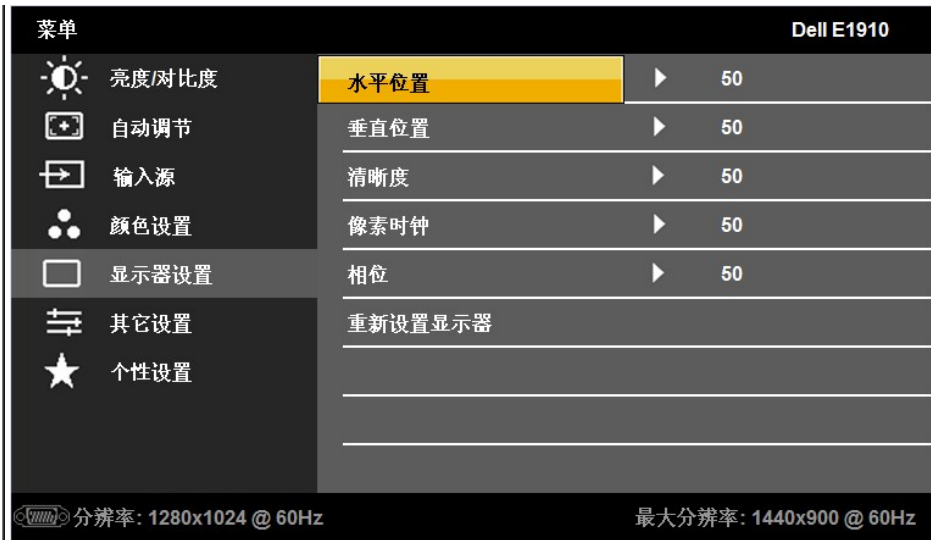 菜单 Dell E1910
亮度/对比度 水平位置 50
自动调节 垂直位置 50
输入源 清晰度 50
颜色设置 像素时钟 50
显示器设置 相位 50
其它设置 重新设置显示器
个性设置
分辨率: 1280x1024 @ 60Hz 最大分辨率: 1440x900 @ 60Hz